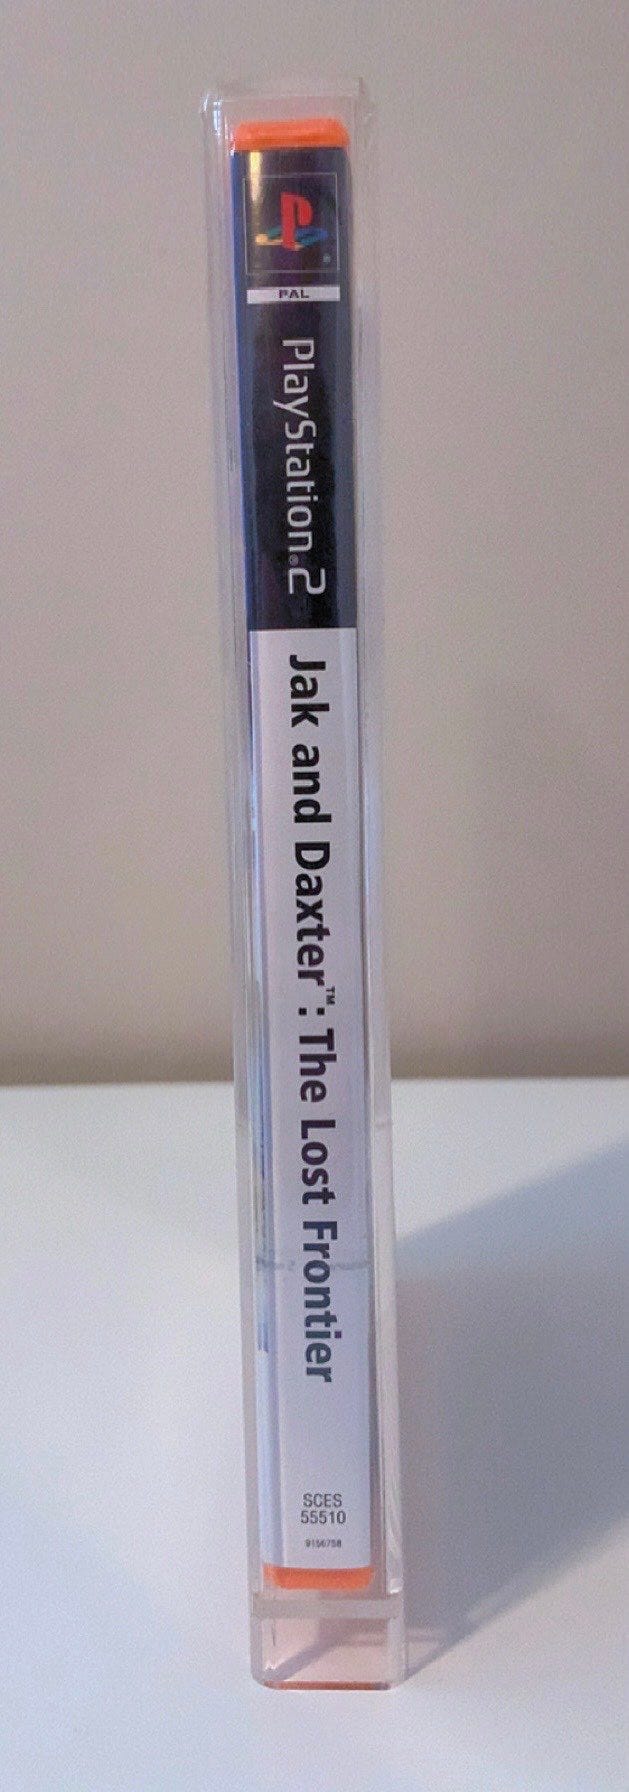 PAL
PlayStation®2
Jak and Daxter™: The Lost Frontier
SCES
55510
9156758